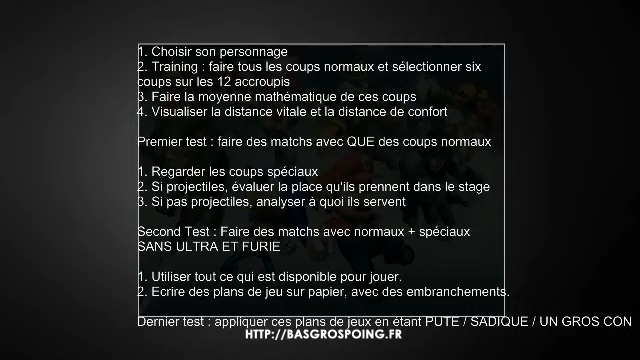 1. Choisir son personnage
2. Training : faire tous les coups normaux et sélectionner six
coups sur les 12 accroupis
3. Faire la moyenne mathématique de ces coups
4. Visualiser la distance vitale et la distance de confort
Premier test : faire des matchs avec QUE des coups normaux
1. Regarder les coups spéciaux
2. Si projectiles, évaluer la place qu'ils prennent dans le stage
3. Si pas projectiles, analyser à quoi ils servent
Second Test : Faire des matchs avec normaux + spéciaux
SANS ULTRA ET FURIE
1. Utiliser tout ce qui est disponible pour jouer.
2. Ecrire des plans de jeu sur papier, avec des embranchements.
Dernier test : appliquer ces plans de jeux en étant PUTE / SADIQUE / UN GROS CON
HTTP://BASGROSPOING.FR